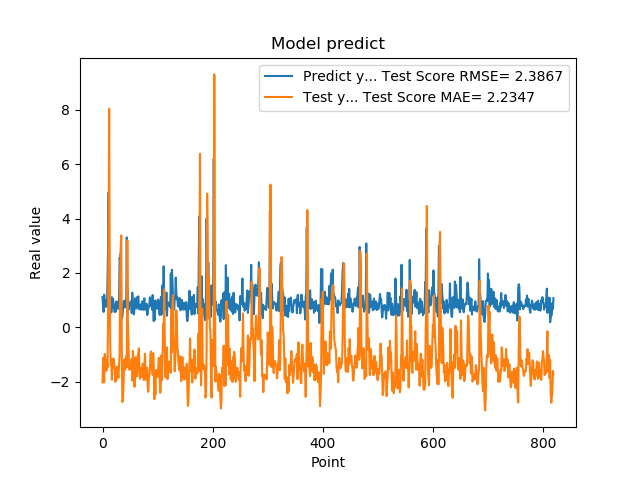 Model predict
Predict y... Test Score RMSE= 2.3867
Test y... Test Score MAE= 2.2347
Real value
8
6
4
2
0
−2
0 200 400 600 800
Point